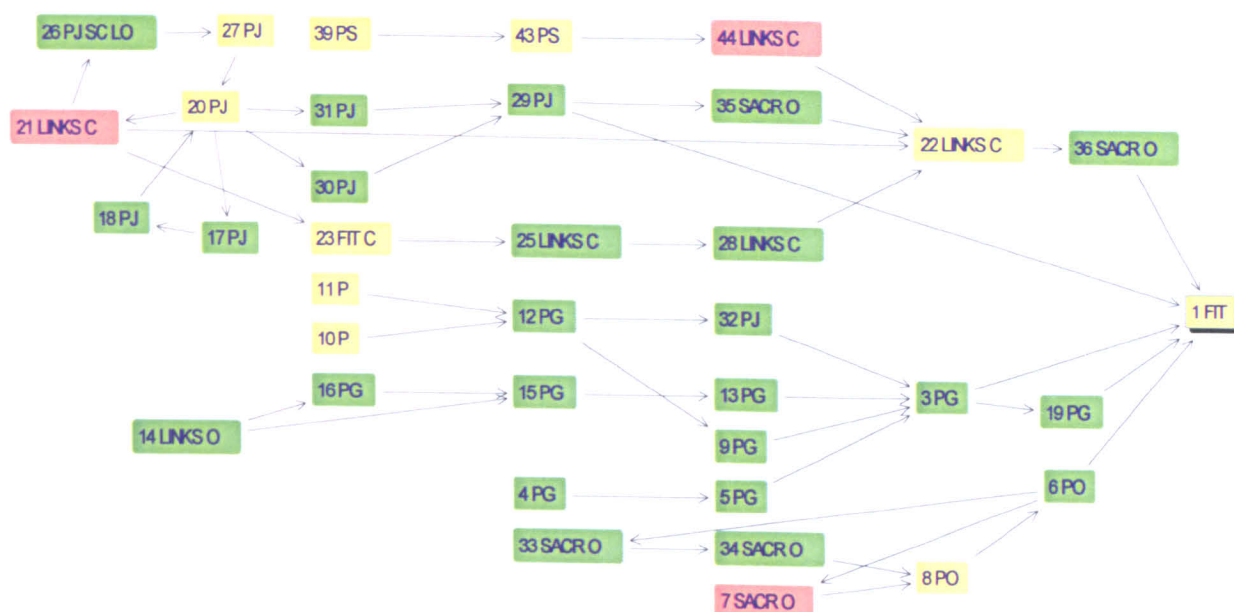 26 PJ SC LO
27 PJ
39 PS
43 PS
44 LINKS C
21 LINKS C
20 PJ
31 PJ
29 PJ
35 SACR O
22 LINKS C
36 SACR O
30 PJ
18 PJ
17 PJ
23 FIT C
25 LINKS C
28 LINKS C
11 P
10 P
12 PG
32 PJ
1 FIT
16 PG
15 PG
13 PG
3 PG
19 PG
14 LINKS O
9 PG
4 PG
5 PG
6 PO
33 SACR O
34 SACR O
8 PO
7 SACR O